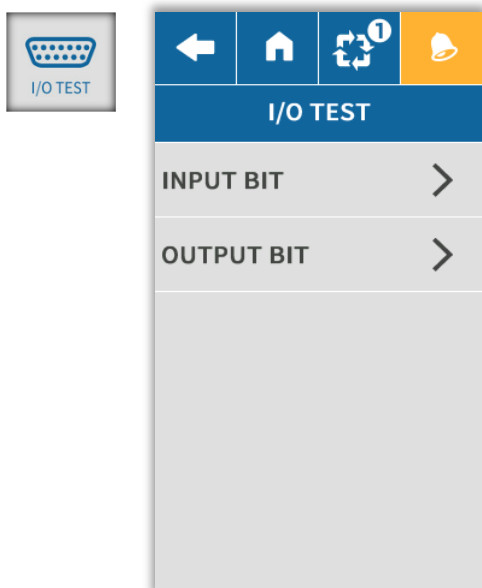 I/O TEST
1
I/O TEST
INPUT BIT
OUTPUT BIT